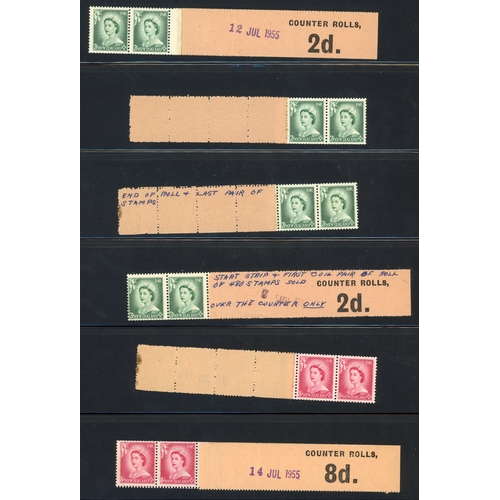 12 JUL 1955
COUNTER ROLLS,
2d.
END OF ROLL & LAST PAIR OF
STAMPS
START STRIP & FIRST COIL PAIR OF ROLL
OF 480 STAMPS SOLD
OVER THE COUNTER ONLY
COUNTER ROLLS,
2d.
14 JUL 1955
COUNTER ROLLS,
8d.